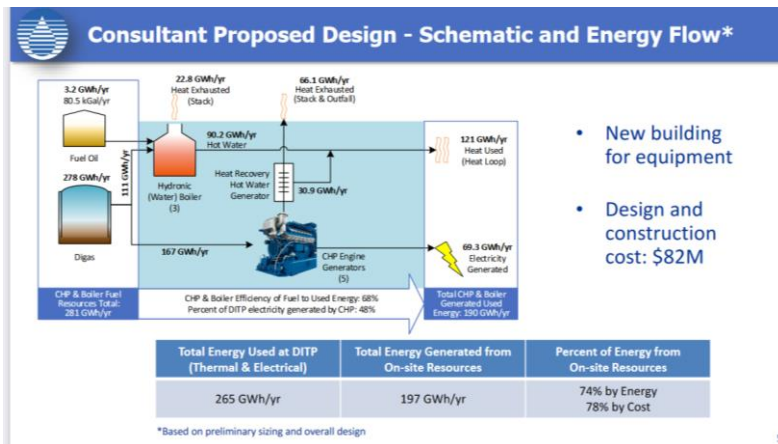 Consultant Proposed Design - Schematic and Energy Flow*
3.2 GWh/yr
80.5 kGal/yr
Fuel Oil
278 GWh/yr
Digas
111 GWh/yr
22.8 GWh/yr
Heat Exhausted
(Stack)
90.2 GWh/yr
Hot Water
Hydronic
(Water) Boiler
(3)
167 GWh/yr
66.1 GWh/yr
Heat Exhausted
(Stack & Outfall)
Heat Recovery
Hot Water
Generator
30.9 GWh/yr
CHP Engine
Generators
(5)
121 GWh/yr
Heat Used
(Heat Loop)
69.3 GWh/yr
Electricity
Generated
CHP & Boiler Fuel
Resources Total:
281 GWh/yr
CHP & Boiler Efficiency of Fuel to Used Energy: 68%
Percent of DITP electricity generated by CHP: 48%
Total CHP & Boiler
Generated Used
Energy: 190 GWh/yr
• New building
for equipment
• Design and
construction
cost: $82M
Total Energy Used at DITP
(Thermal & Electrical)
Total Energy Generated from
On-site Resources
Percent of Energy from
On-site Resources
265 GWh/yr
197 GWh/yr
74% by Energy
78% by Cost
*Based on preliminary sizing and overall design